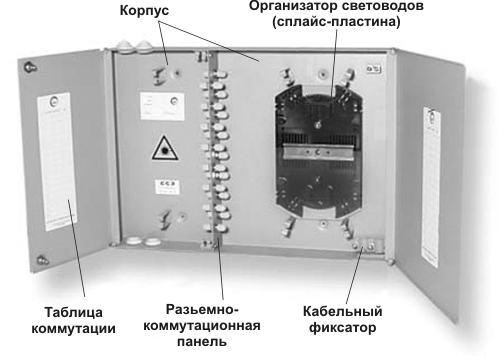 Корпус
Организатор световодов
(сплайс-пластина)
Таблица
коммутации
Разьемно-
коммутационная
панель
Кабельный
фиксатор